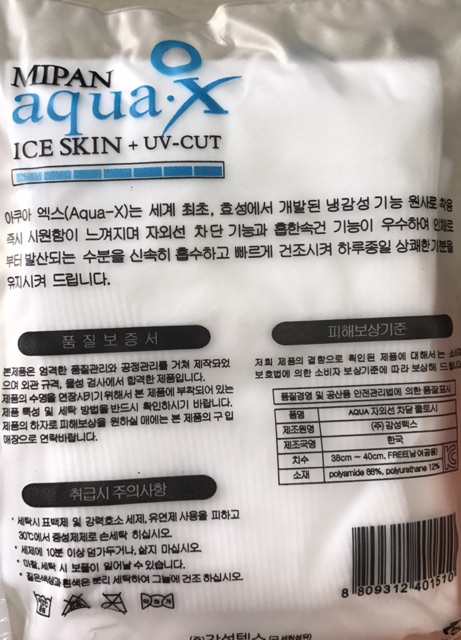 MIPAN
aqua·X
ICE SKIN + UV-CUT
아쿠아 엑스(Aqua-X)는 세계 최초, 효성에서 개발된 냉감성 기능 원사로 착용
즉시 시원함이 느껴지며 자외선 차단 기능과 흡한속건 기능이 우수하여 인체로
부터 발산되는 수분을 신속히 흡수하고 빠르게 건조시켜 하루종일 상쾌한 기분을
유지시켜 드립니다.
품질보증서
본제품은 엄격한 품질관리와 공정관리를 거쳐 제작되었
으며 외관 규격, 물성 검사에서 합격한 제품입니다.
제품의 수명을 연장시키기 위해서 본 제품에 부착되어 있는
제품 특성 및 세탁 방법을 반드시 확인하시기 바랍니다.
제품의 하자로 피해보상을 원하실 때에는 본 제품의 구입
매장으로 연락바랍니다.
피해보상기준
저희 제품의 결함으로 확인된 제품에 대해서는 소비자
보호법에 의한 소비자 보상기준에 따라 보상해 드립니다
품질경영 및 공산품 안전관리법에 의한 품질표시
품명 AQUA 자외선 차단 쿨토시
제조원명 (주) 감성텍스
제조국명 한국
치수 38cm ~ 40cm, FREE(남여공용)
소재 polyamide 88%, polyurethane 12%
취급시 주의사항
• 세탁시 표백제 및 강력효소 세제, 유연제 사용을 피하고
30℃에서 중성제제로 손세탁 하십시오.
• 세제에 10분 이상 담가두거나, 삶지 마십시오.
• 마찰, 세탁 시 보풀이 일어날 수 있습니다.
• 짙은색상과 흰색은 분리 세탁하여 그늘에 건조 하십시오.
8 809312 401510
(주)감성텍스